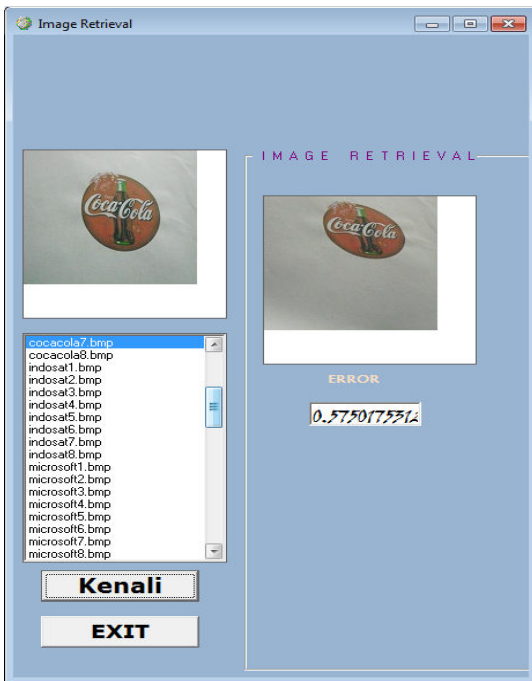 Image Retrieval
Coca-Cola
IMAGE RETRIEVAL
Coca-Cola
cocacola7.bmp
cocacola8.bmp
indosat1.bmp
indosat2.bmp
indosat3.bmp
indosat4.bmp
indosat5.bmp
indosat6.bmp
indosat7.bmp
indosat8.bmp
microsoft1.bmp
microsoft2.bmp
microsoft3.bmp
microsoft4.bmp
microsoft5.bmp
microsoft6.bmp
microsoft7.bmp
microsoft8.bmp
ERROR
Kenali
EXIT